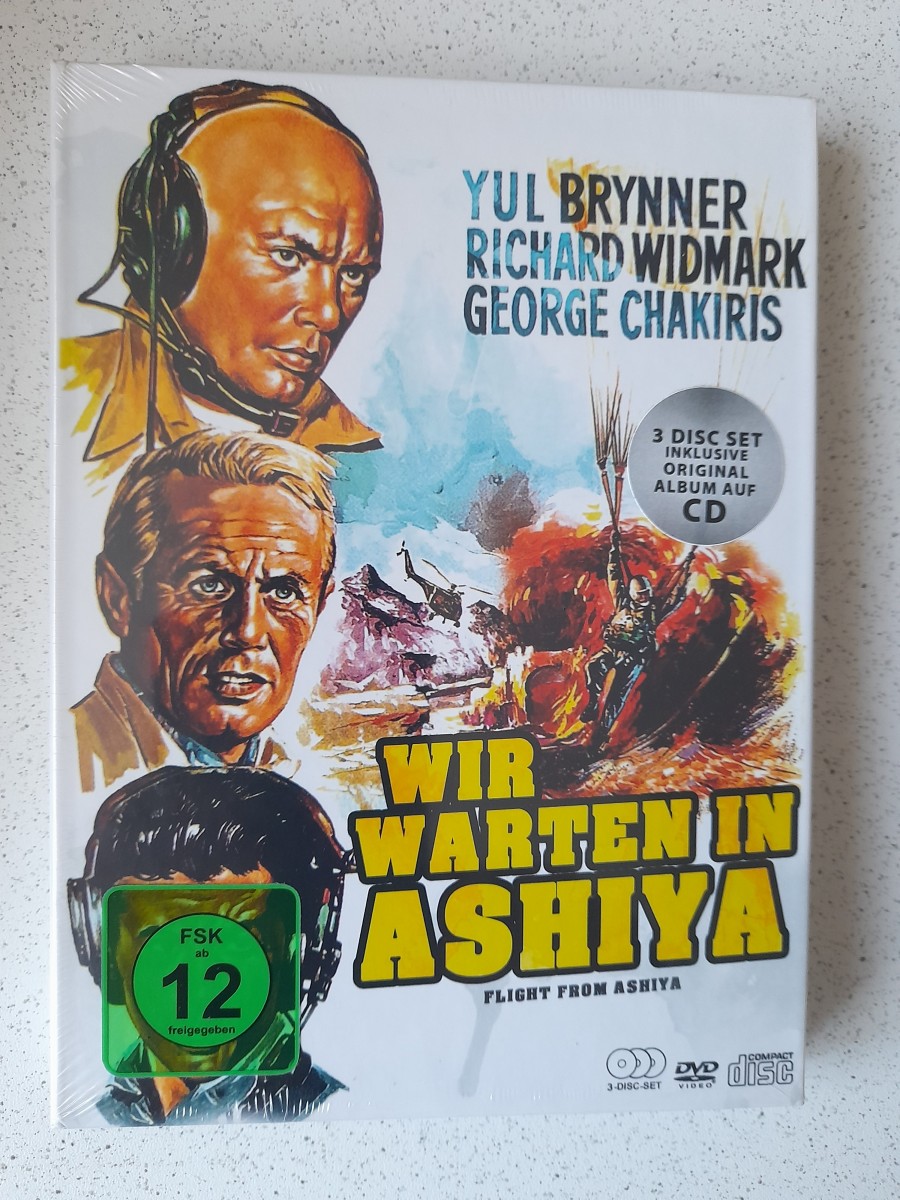 YUL BRYNNER
RICHARD WIDMARK
GEORGE CHAKIRIS
3 DISC SET
INKLUSIVE
ORIGINAL
ALBUM AUF
CD
WIR
WARTEN IN
ASHIYA
FLIGHT FROM ASHIYA
FSK
ab
12
freigegeben
3-DISC-SET
DVD
VIDEO
COMPACT
disc